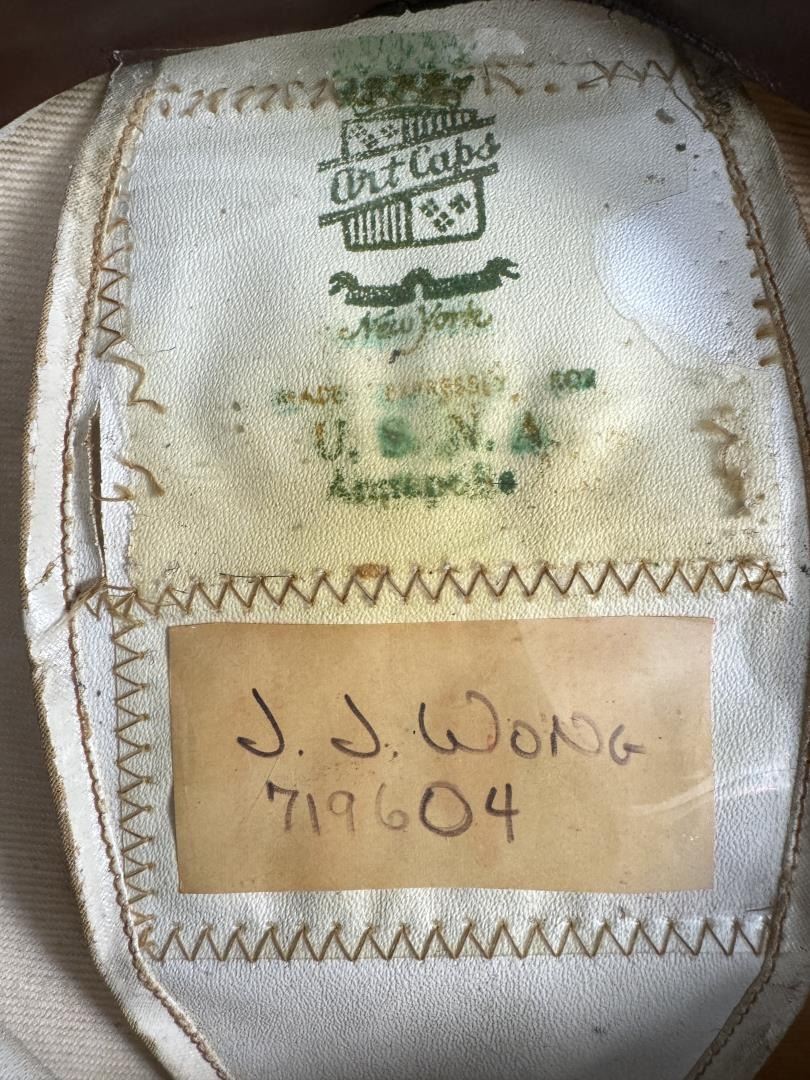 Art Caps
New York
MADE EXPRESSLY FOR
U.S.N.A.
Annapolis
J. J. WONG
719604